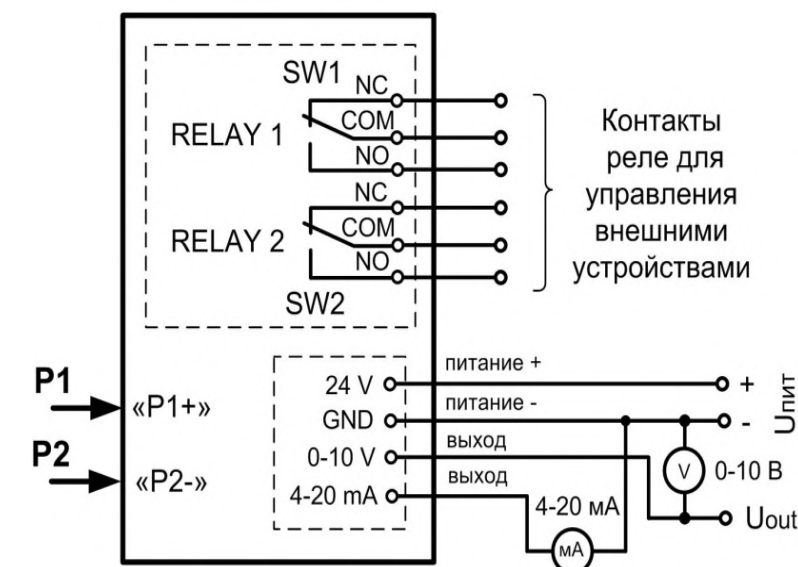 SW1
NC
RELAY 1
COM
NO
NC
RELAY 2
COM
NO
SW2
Контакты
реле для
управления
внешними
устройствами
P1
«P1+»
P2
«P2-»
24 V
питание +
+
GND
питание -
-
Uпит
0-10 V
выход
V
0-10 В
4-20 mA
выход
4-20 мА
мА
Uout